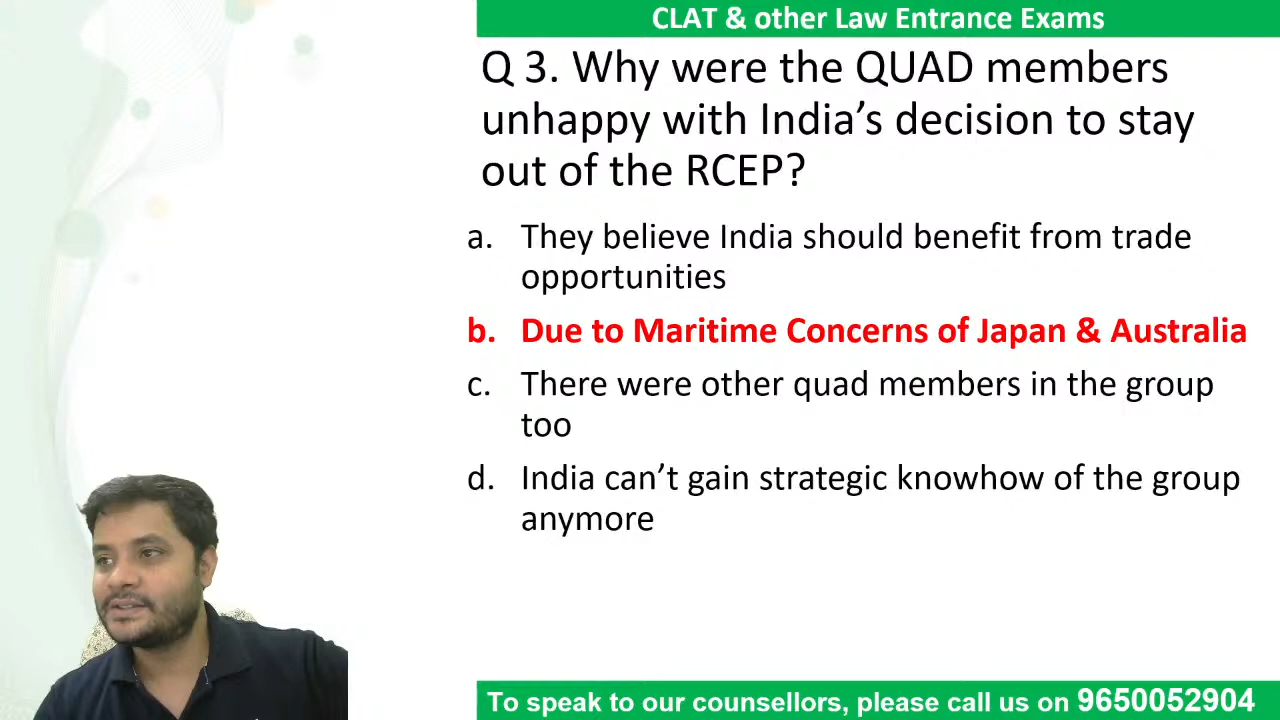 CLAT & other Law Entrance Exams
Q 3. Why were the QUAD members
unhappy with India’s decision to stay
out of the RCEP?
a. They believe India should benefit from trade
opportunities
b. Due to Maritime Concerns of Japan & Australia
c. There were other quad members in the group
too
d. India can’t gain strategic knowhow of the group
anymore
To speak to our counsellors, please call us on 9650052904